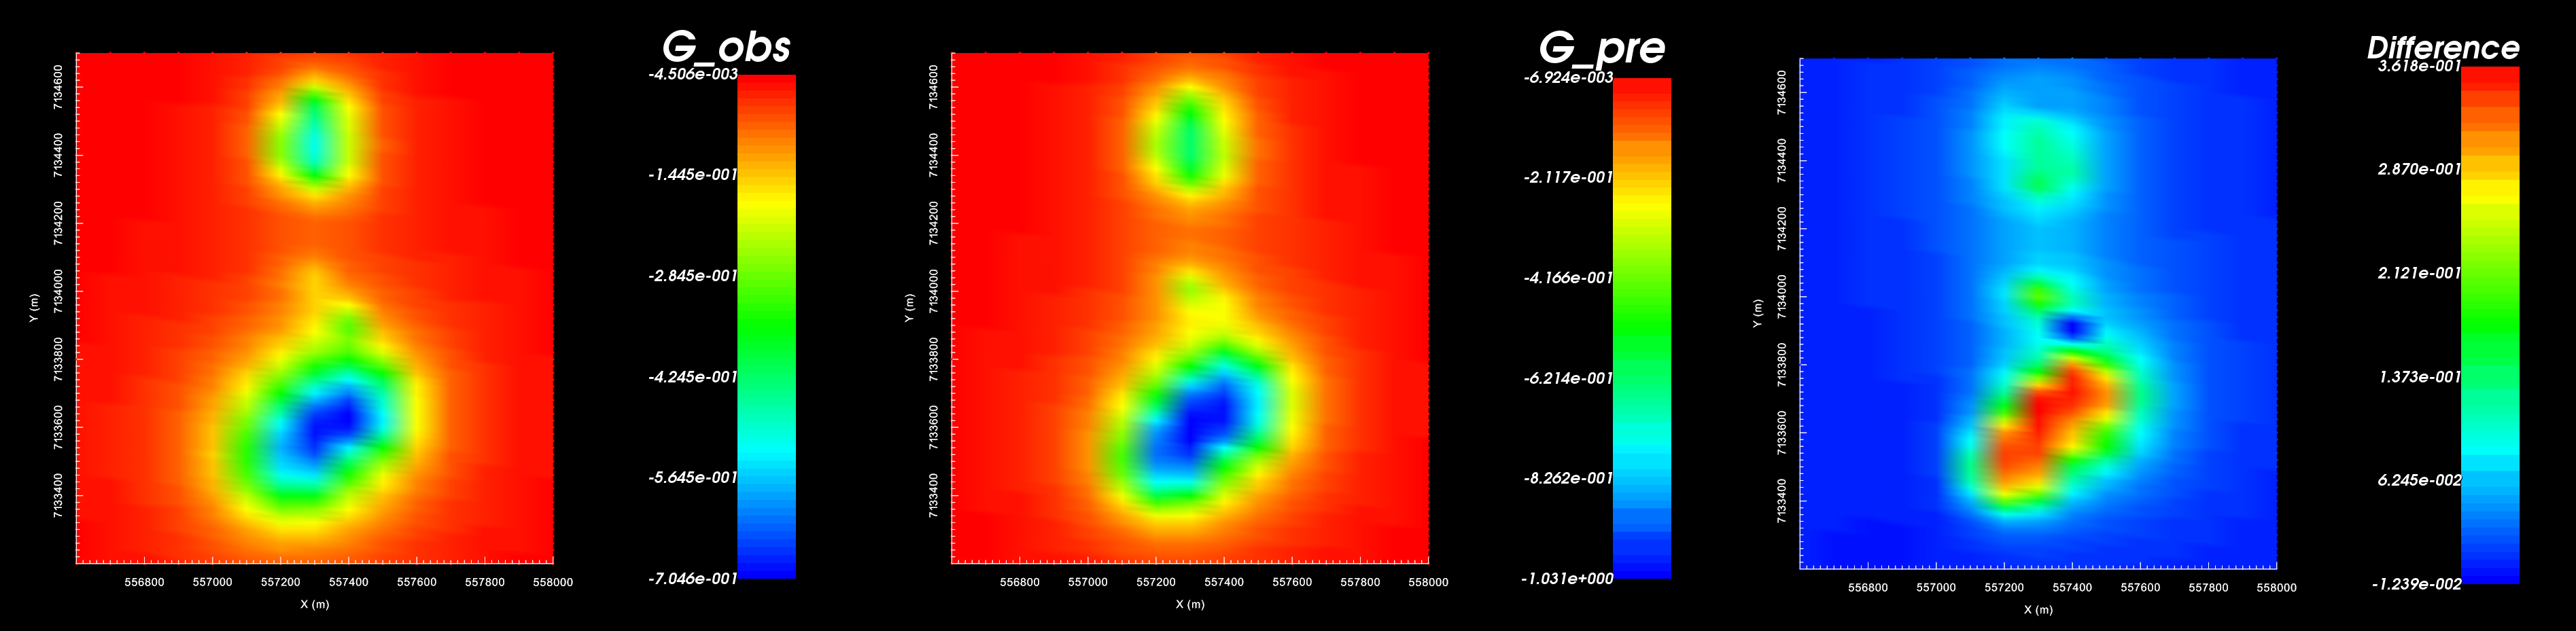 G_obs
-4.506e-003
-1.445e-001
-2.845e-001
-4.245e-001
-5.645e-001
-7.046e-001
7134600
7134400
7134200
7134000
7133800
7133600
7133400
Y (m)
556800 557000 557200 557400 557600 557800 558000
X (m)
G_pre
-6.924e-003
-2.117e-001
-4.166e-001
-6.214e-001
-8.262e-001
-1.031e+000
7134600
7134400
7134200
7134000
7133800
7133600
7133400
Y (m)
556800 557000 557200 557400 557600 557800 558000
X (m)
Difference
3.618e-001
2.870e-001
2.121e-001
1.373e-001
6.245e-002
-1.239e-002
7134600
7134400
7134200
7134000
7133800
7133600
7133400
Y (m)
556800 557000 557200 557400 557600 557800 558000
X (m)